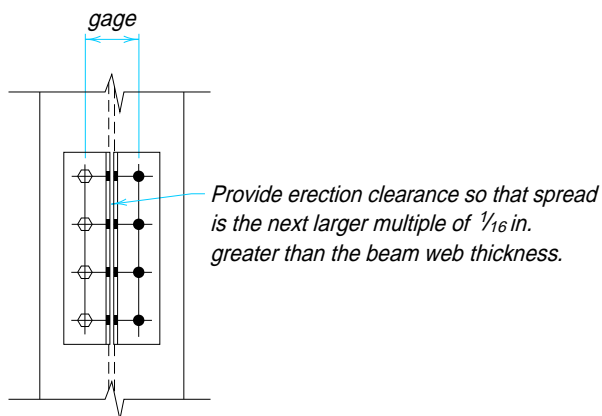 gage
Provide erection clearance so that spread
is the next larger multiple of 1/16 in.
greater than the beam web thickness.